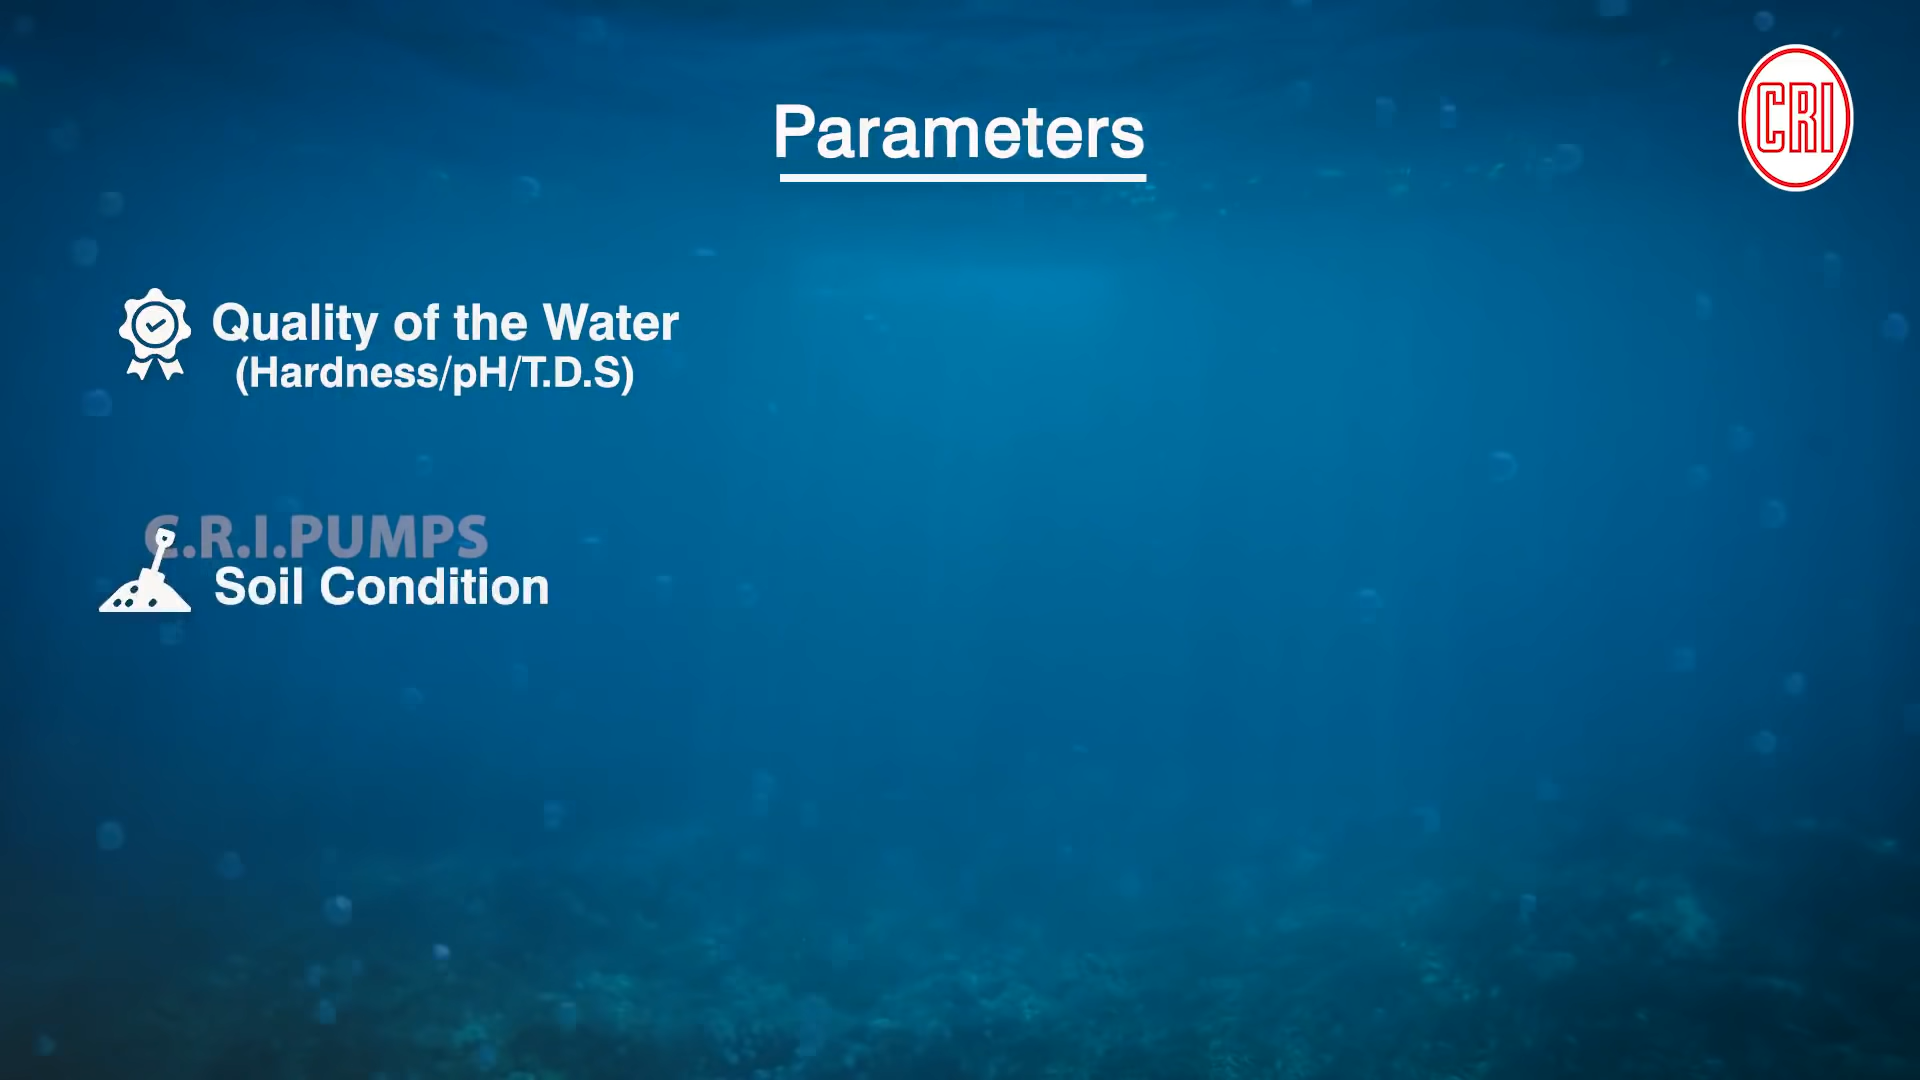 Parameters
CRI
Quality of the Water
(Hardness/pH/T.D.S)
C.R.I.PUMPS
Soil Condition